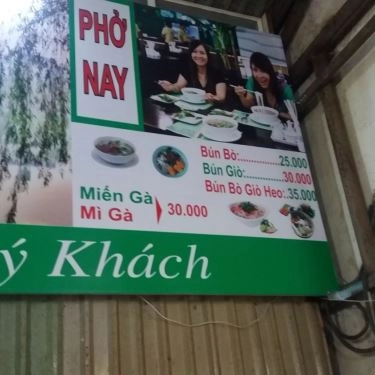 PHỞ
NAY
Bún Bò:...............25.000
Bún Giò:..............30.000
Bún Bò Giò Heo:.35.000
Miến Gà
Mì Gà
30.000
ý Khách